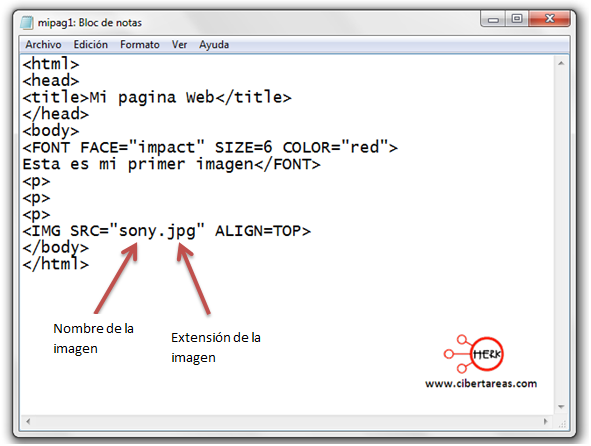 mipag1: Bloc de notas
Archivo Edición Formato Ver Ayuda
<html>
<head>
<title>Mi pagina Web</title>
</head>
<body>
<FONT FACE="impact" SIZE=6 COLOR="red">
Esta es mi primer imagen</FONT>
<p>
<p>
<p>
<IMG SRC="sony.jpg" ALIGN=TOP>
</body>
</html>
Nombre de la
imagen
Extensión de la
imagen
HERK
www.cibertareas.com